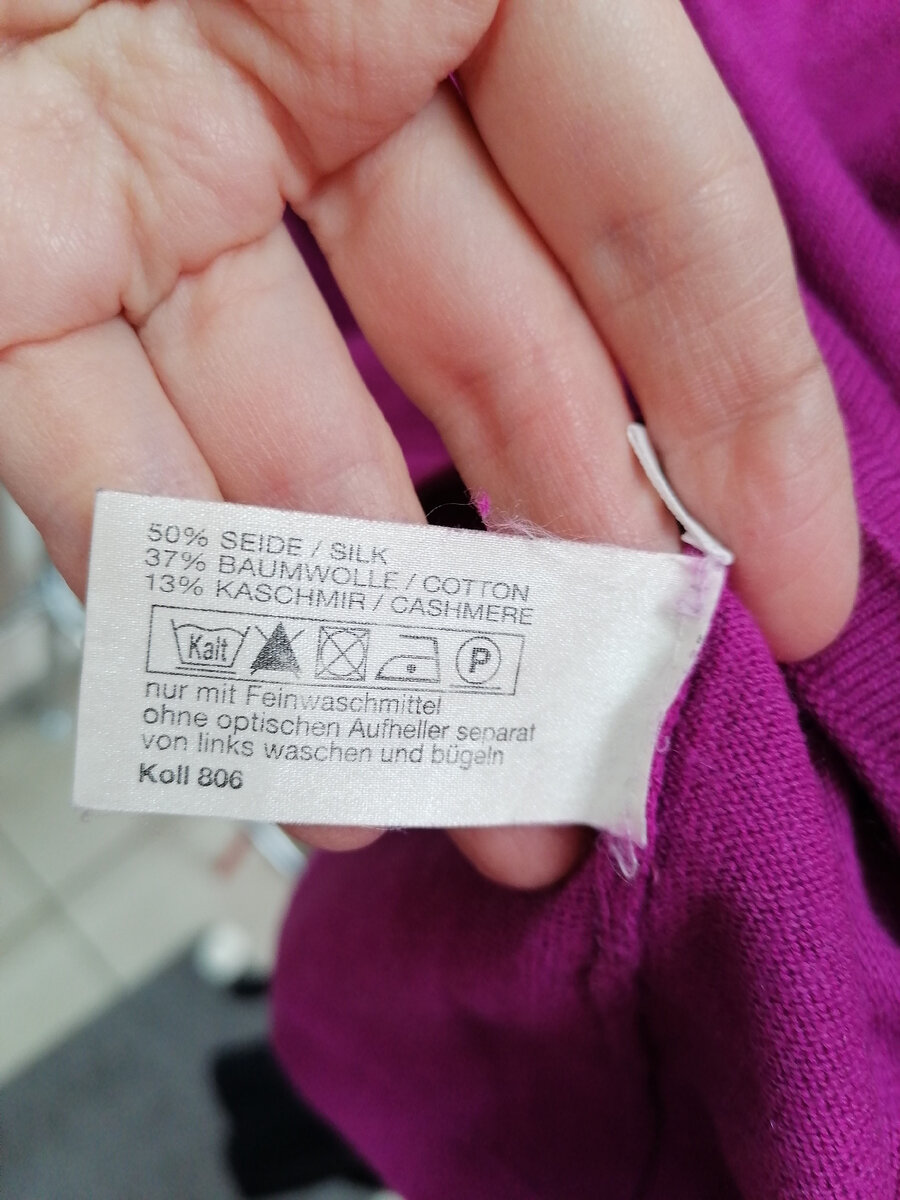 50% SEIDE / SILK
37% BAUMWOLLE / COTTON
13% KASCHMIR / CASHMERE
Kalt P
nur mit Feinwaschmittel
ohne optischen Aufheller separat
von links waschen und bügeln
Koll 806